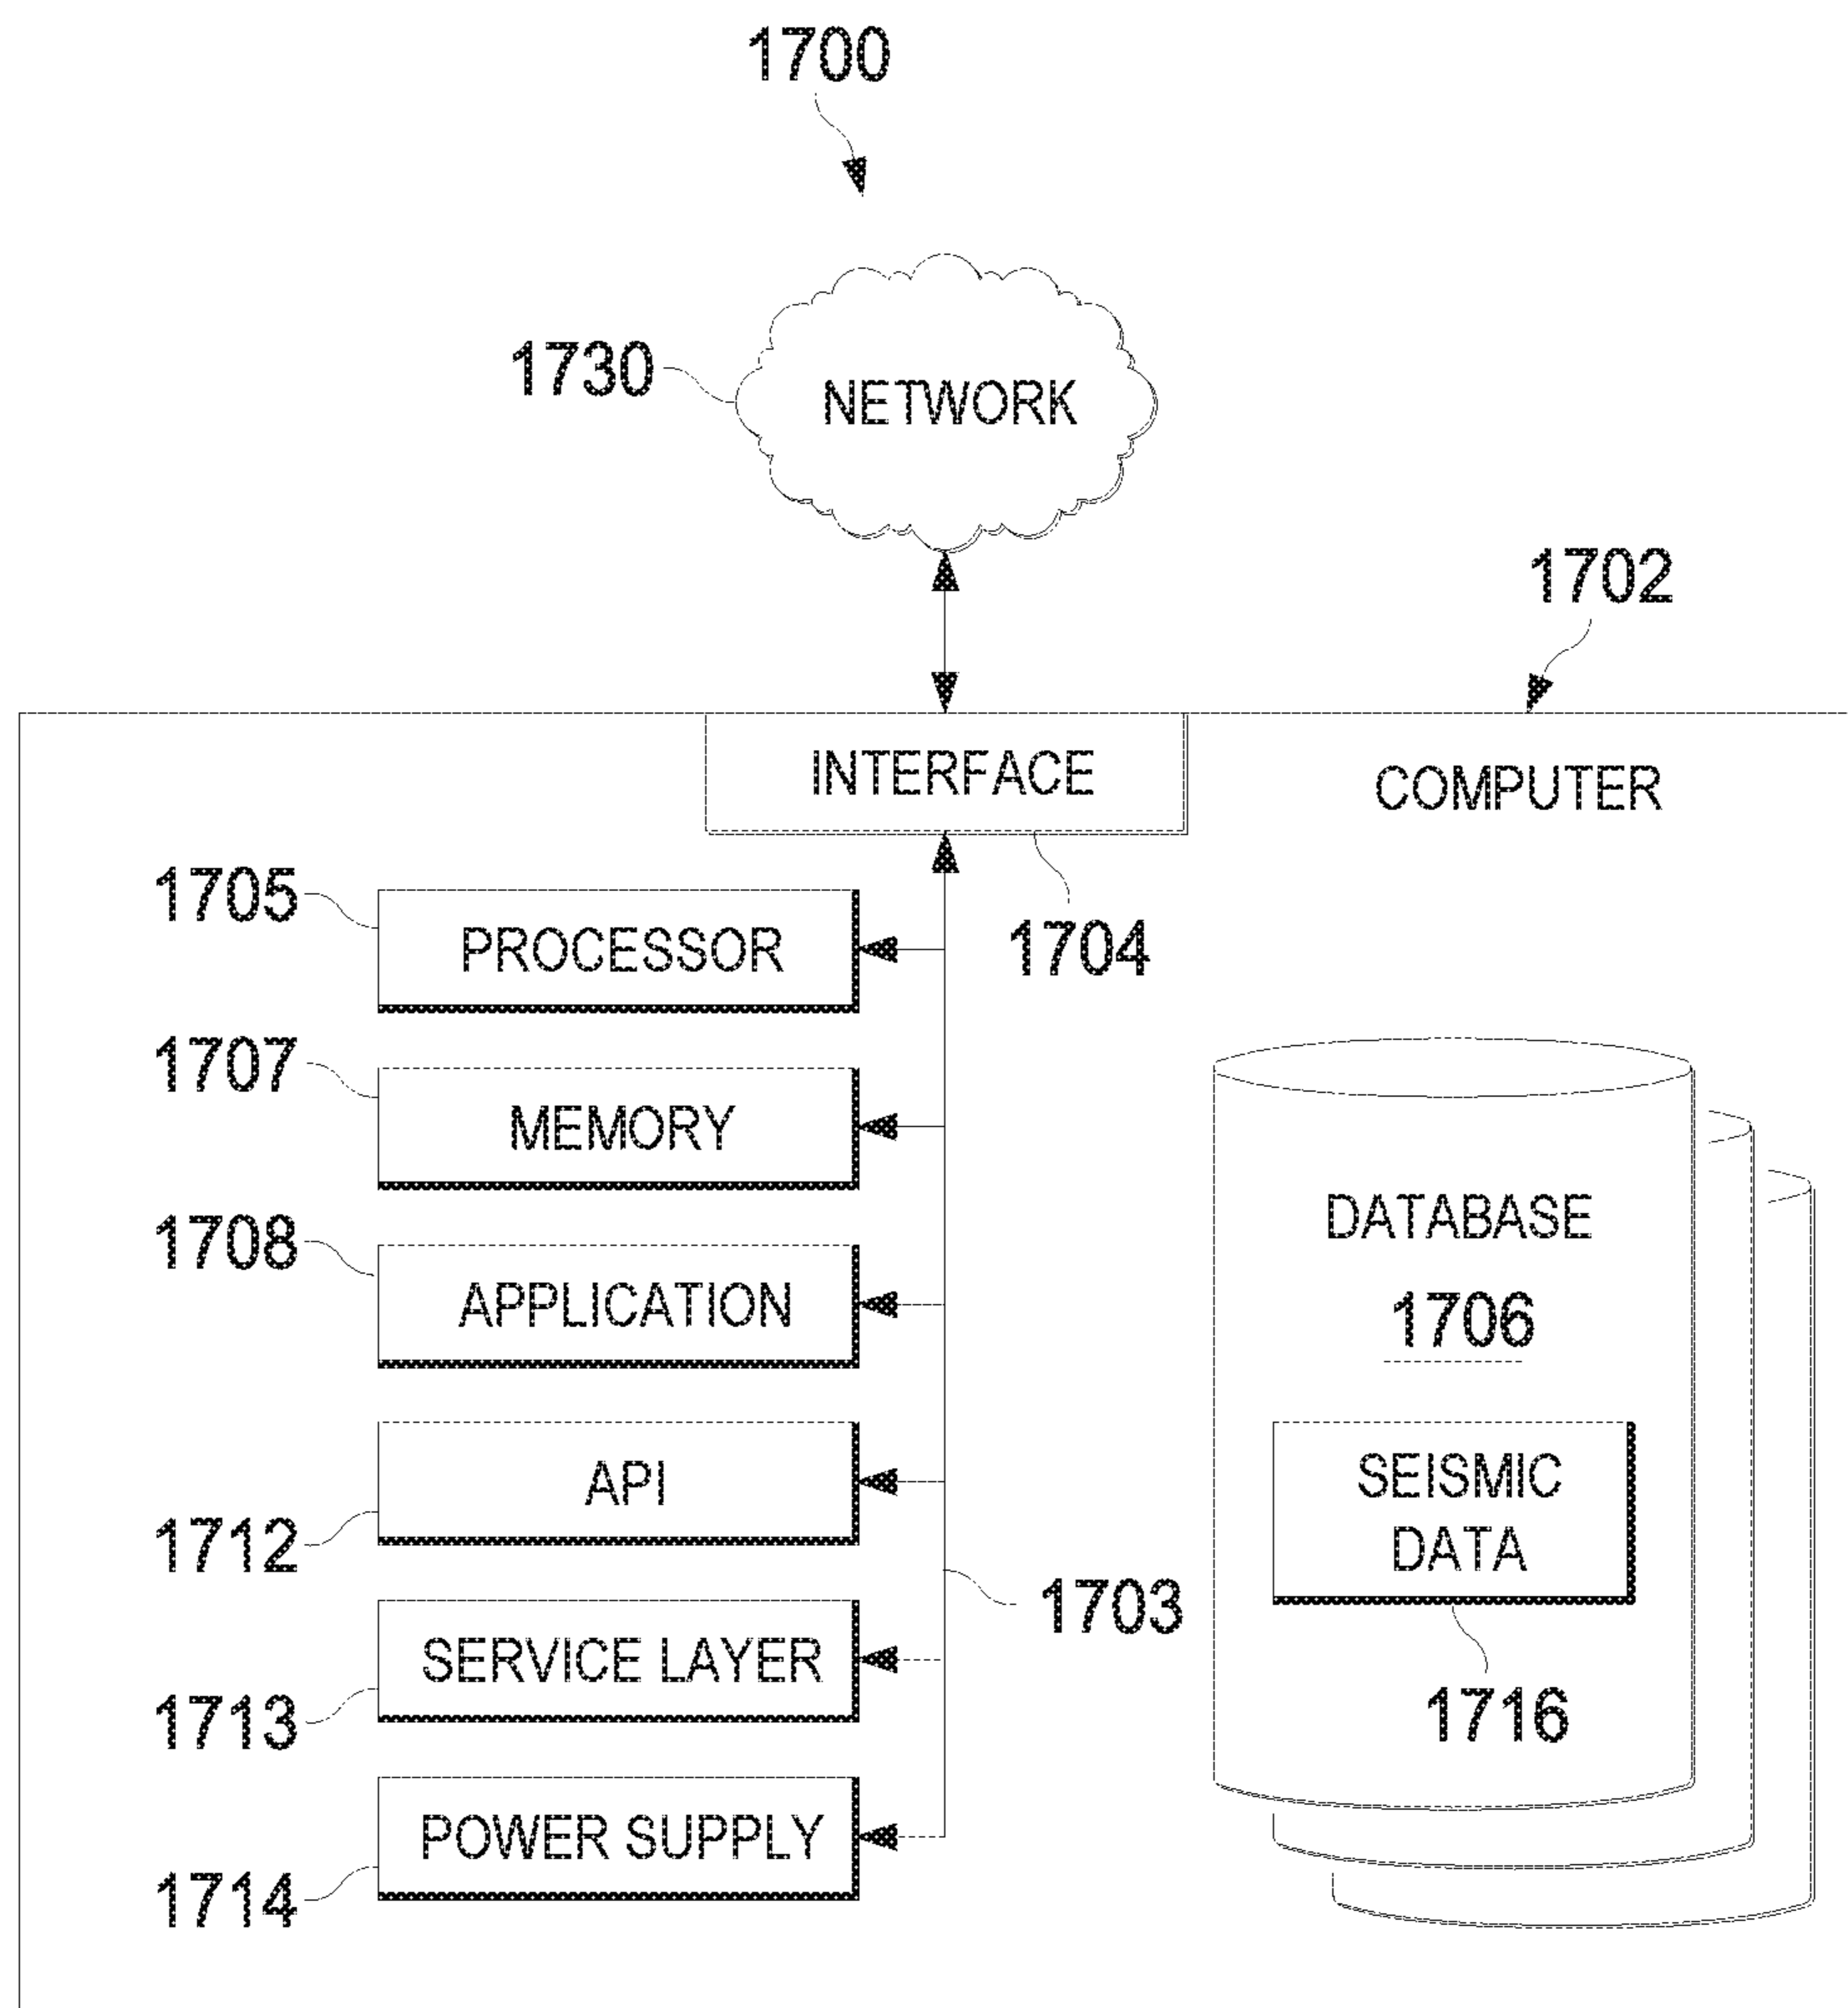 1700
1730
NETWORK
1702
INTERFACE
COMPUTER
1705
PROCESSOR
1704
1707
MEMORY
1708
APPLICATION
DATABASE
1706
API
1712
SEISMIC
DATA
1703
SERVICE LAYER
1713
1716
POWER SUPPLY
1714